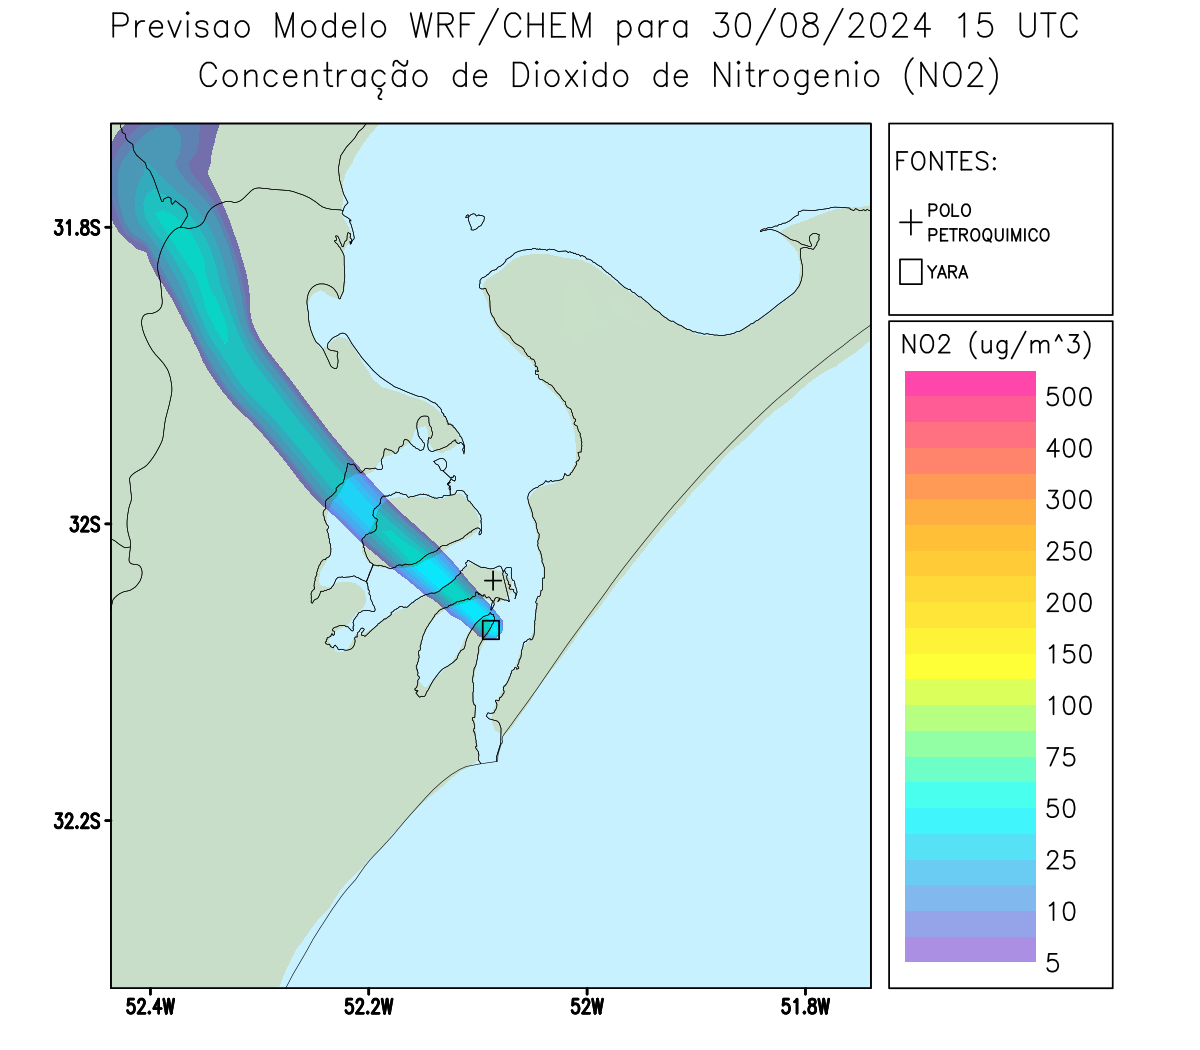 Previsao Modelo WRF/CHEM para 30/08/2024 15 UTC
Concentração de Dioxido de Nitrogenio (NO2)
FONTES:
POLO
PETROQUIMICO
YARA
NO2 (ug/m^3)
500
400
300
250
200
150
100
75
50
25
10
5
31.8S
32S
32.2S
52.4W
52.2W
52W
51.8W